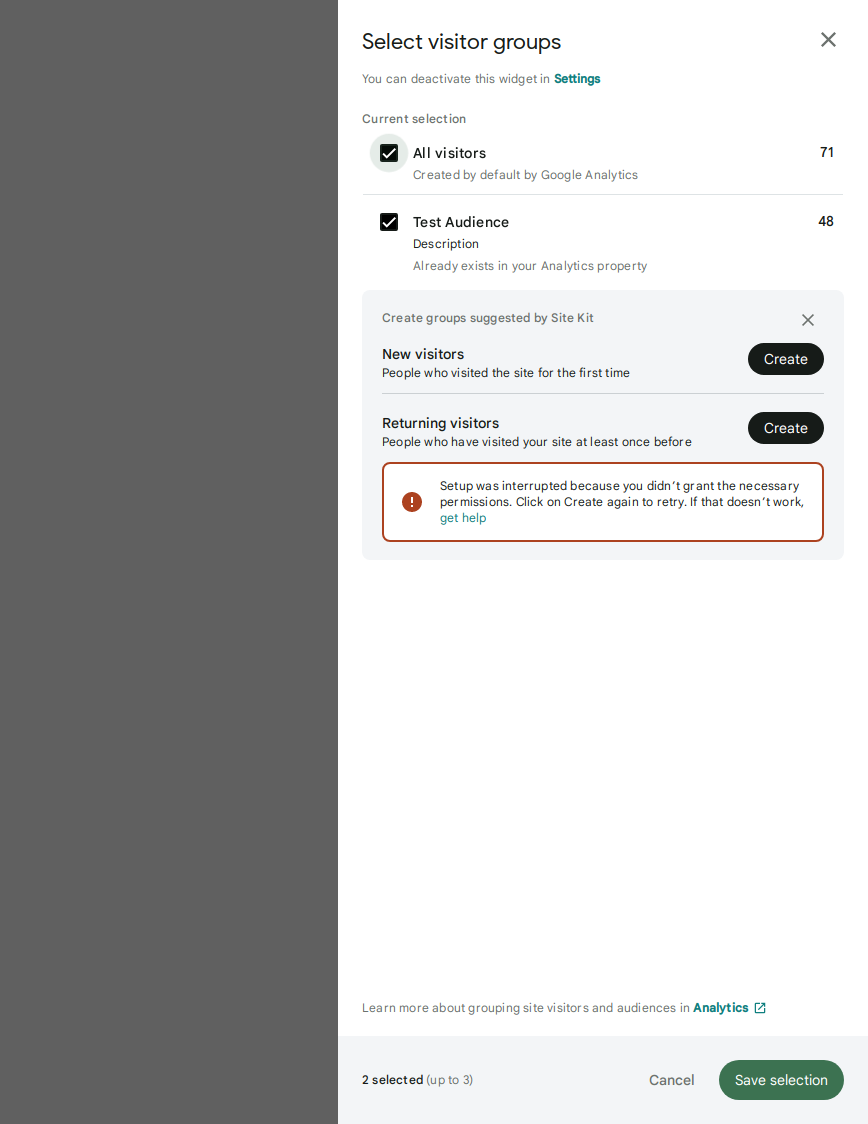 Select visitor groups
You can deactivate this widget in Settings
Current selection
All visitors 71
Created by default by Google Analytics
Test Audience 48
Description
Already exists in your Analytics property
Create groups suggested by Site Kit
New visitors
People who visited the site for the first time
Create
Returning visitors
People who have visited your site at least once before
Create
Setup was interrupted because you didn’t grant the necessary
permissions. Click on Create again to retry. If that doesn’t work,
get help
Learn more about grouping site visitors and audiences in Analytics
2 selected (up to 3)
Cancel
Save selection